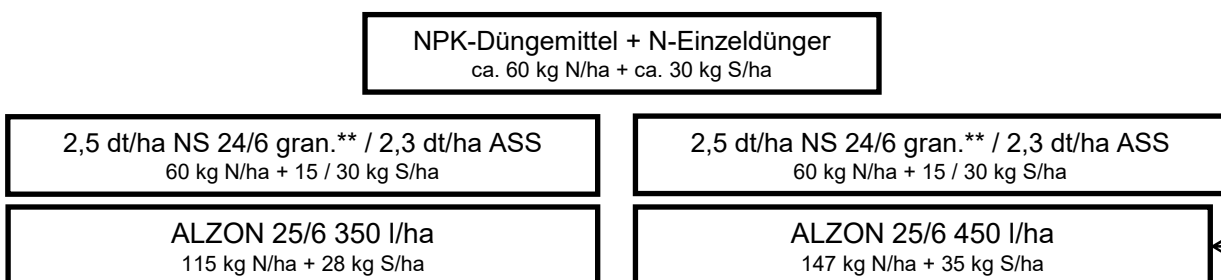 NPK-Düngemittel + N-Einzeldünger
ca. 60 kg N/ha + ca. 30 kg S/ha
2,5 dt/ha NS 24/6 gran.** / 2,3 dt/ha ASS
60 kg N/ha + 15 / 30 kg S/ha
2,5 dt/ha NS 24/6 gran.** / 2,3 dt/ha ASS
60 kg N/ha + 15 / 30 kg S/ha
ALZON 25/6 350 l/ha
115 kg N/ha + 28 kg S/ha
ALZON 25/6 450 l/ha
147 kg N/ha + 35 kg S/ha